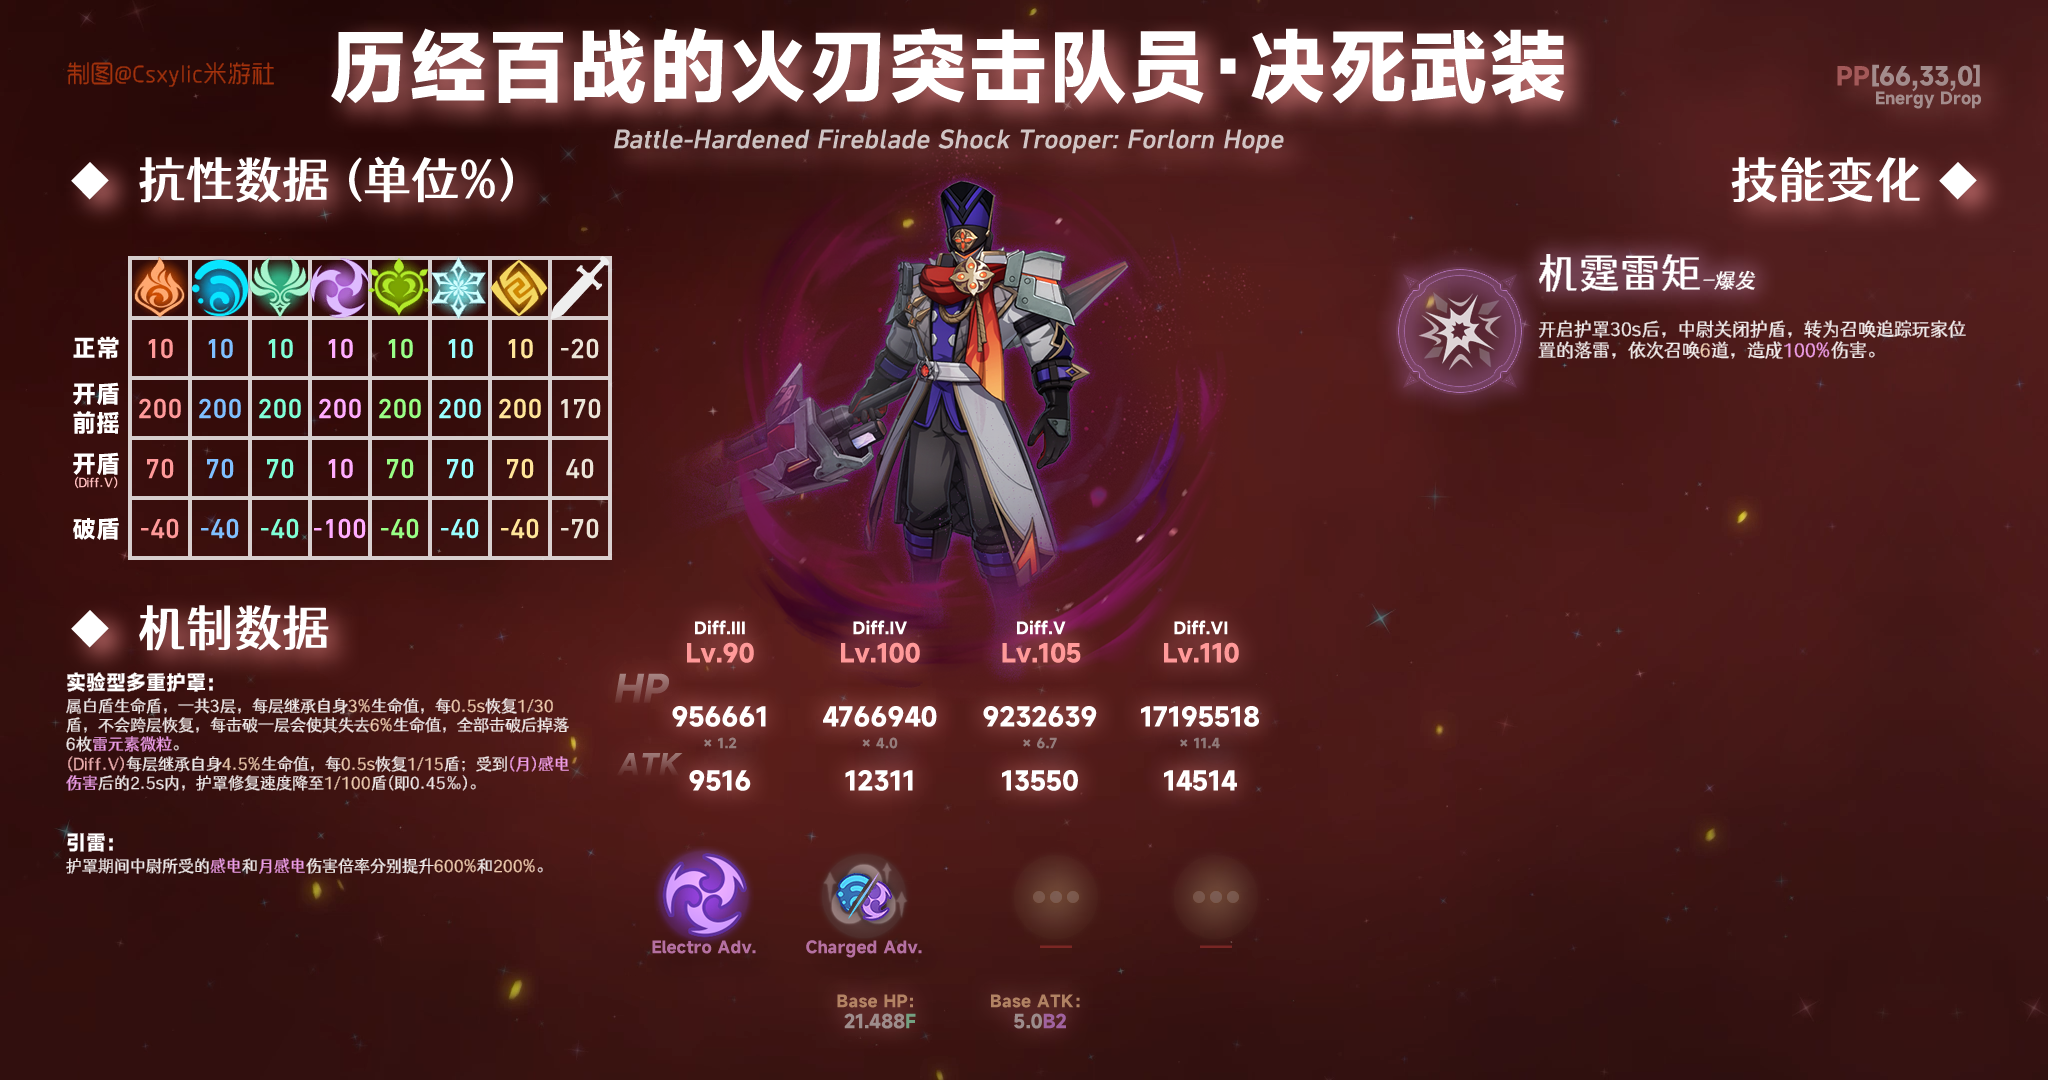 制图@Csxylic米游社
历经百战的火刃突击队员·决死武装
PP[66,33,0]
Energy Drop
Battle-Hardened Fireblade Shock Trooper: Forlorn Hope
抗性数据 (单位%)
正常 10 10 10 10 10 10 10 -20
开盾
前摇 200 200 200 200 200 200 200 170
开盾
(Diff.V) 70 70 70 10 70 70 70 40
破盾 -40 -40 -40 -100 -40 -40 -40 -70
技能变化
机霆雷矩-爆发
开启护罩30s后，中尉关闭护盾，转为召唤追踪玩家位
置的落雷，依次召唤6道，造成100%伤害。
机制数据
实验型多重护罩：
属白盾生命盾，一共3层，每层继承自身3%生命值，每0.5s恢复1/30
盾，不会跨层恢复，每击破一层会使其失去6%生命值，全部击破后掉落
6枚雷元素微粒。
(Diff.V)每层继承自身4.5%生命值，每0.5s恢复1/15盾；受到(月)感电
伤害后的2.5s内，护罩修复速度降至1/100盾(即0.45‰)。
引雷：
护罩期间中尉所受的感电和月感电伤害倍率分别提升600%和200%。
Diff.III Diff.IV Diff.V Diff.VI
Lv.90 Lv.100 Lv.105 Lv.110
HP
956661 4766940 9232639 17195518
× 1.2 × 4.0 × 6.7 × 11.4
ATK
9516 12311 13550 14514
Electro Adv. Charged Adv.
Base HP: Base ATK:
21.488F 5.0B2